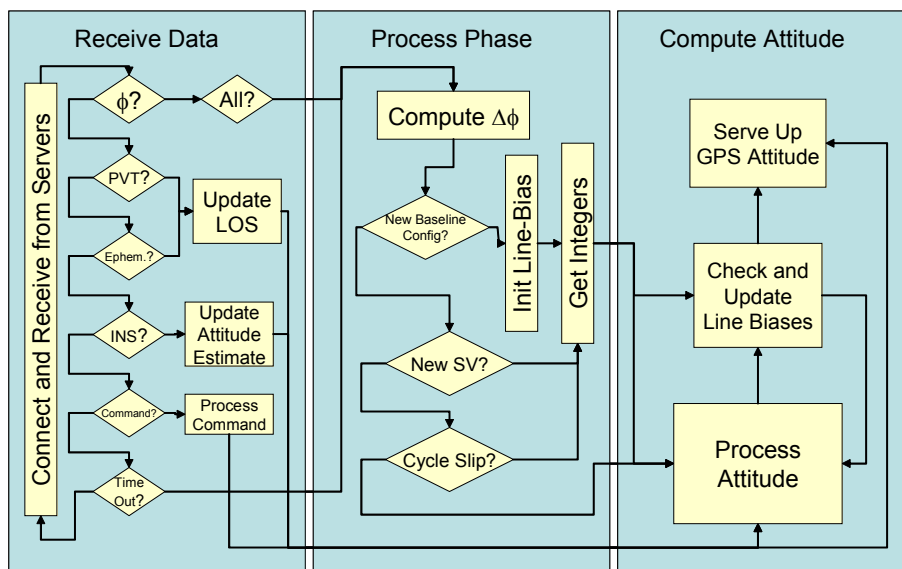 Receive Data
Connect and Receive from Servers
ϕ?
All?
PVT?
Update
LOS
Ephem.?
INS?
Update
Attitude
Estimate
Command?
Process
Command
Time
Out?
Process Phase
Compute Δϕ
New Baseline
Config?
Init Line-Bias
Get Integers
New SV?
Cycle Slip?
Compute Attitude
Serve Up
GPS Attitude
Check and
Update
Line Biases
Process
Attitude